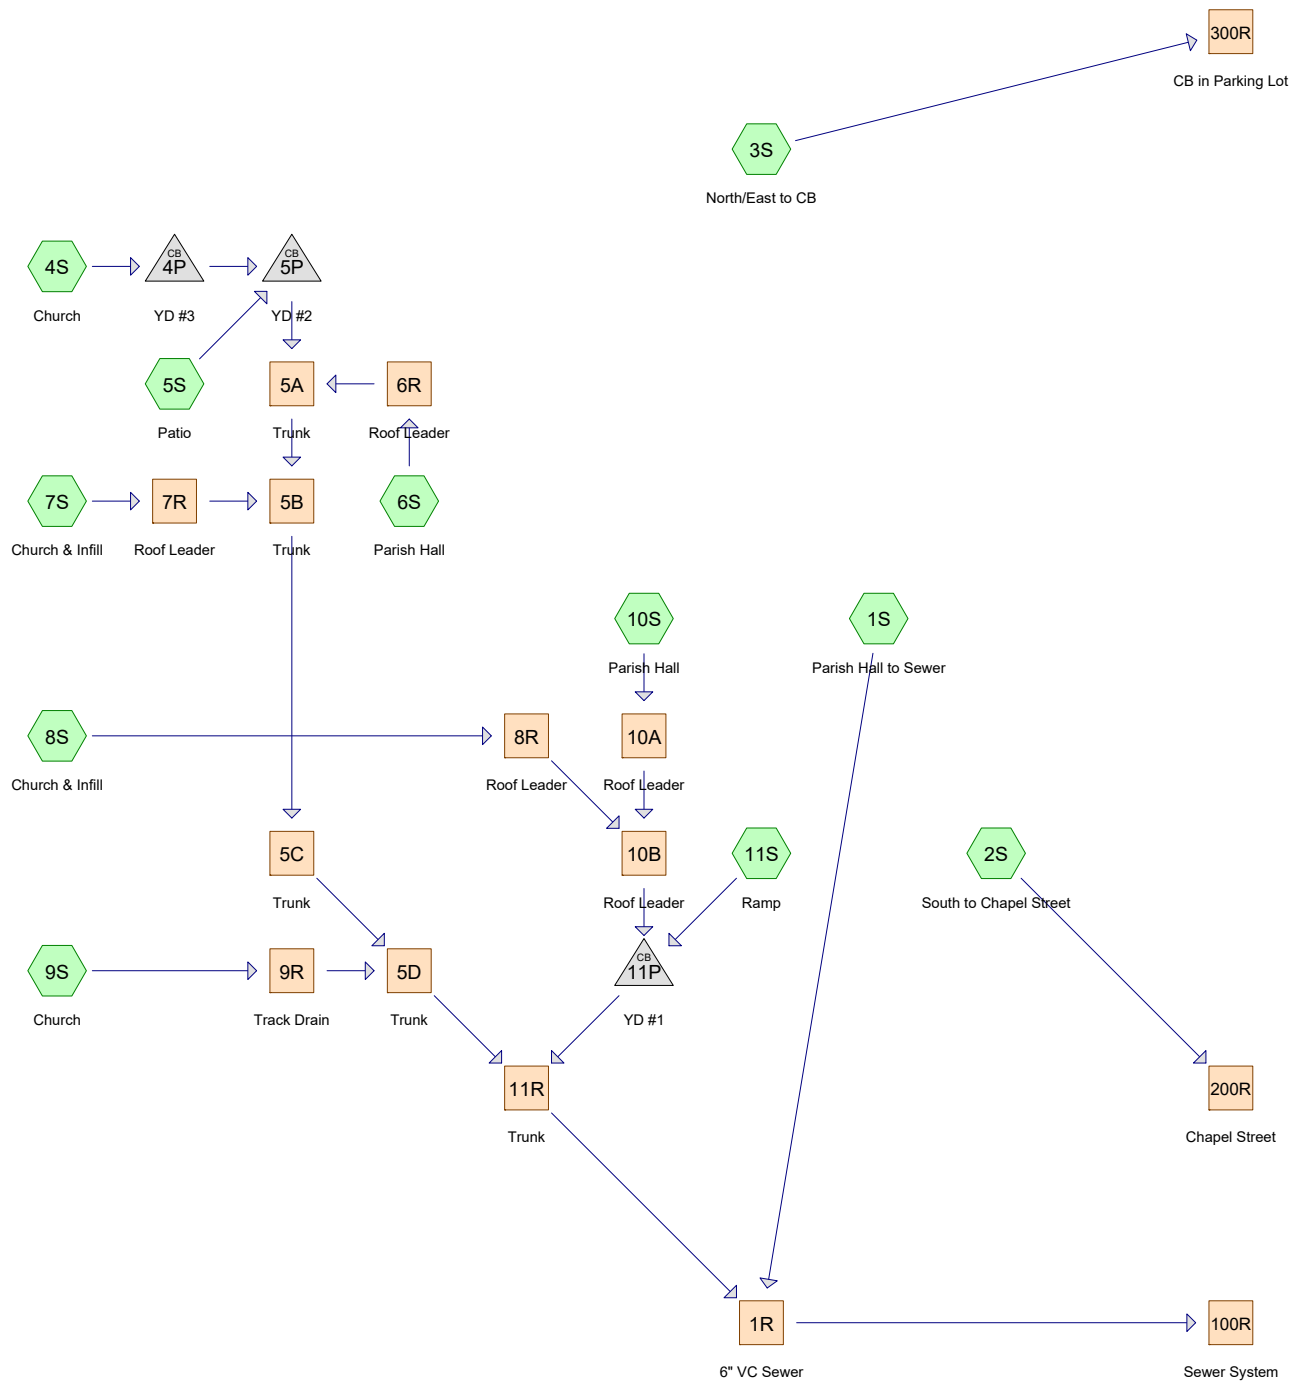 300R
CB in Parking Lot
3S
North/East to CB
4S
Church
CB
4P
YD #3
CB
5P
YD #2
5S
Patio
5A
Trunk
6R
Roof Leader
7S
Church & Infill
7R
Roof Leader
5B
Trunk
6S
Parish Hall
10S
Parish Hall
1S
Parish Hall to Sewer
8S
Church & Infill
8R
Roof Leader
10A
Roof Leader
5C
Trunk
10B
Roof Leader
11S
Ramp
2S
South to Chapel Street
9S
Church
9R
Track Drain
5D
Trunk
CB
11P
YD #1
11R
Trunk
200R
Chapel Street
1R
6" VC Sewer
100R
Sewer System